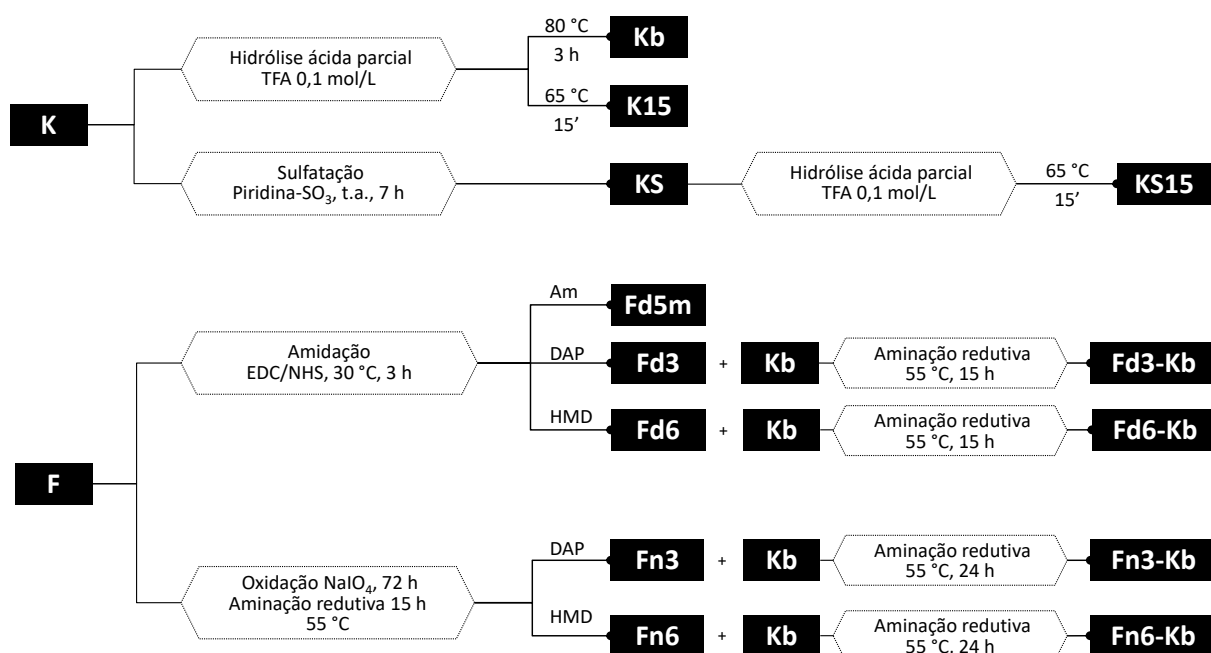 80 °C
Kb
Hidrólise ácida parcial
TFA 0,1 mol/L
3 h
65 °C
K15
15’
K
Sulfatação
Piridina-SO3, t.a., 7 h
KS
Hidrólise ácida parcial
TFA 0,1 mol/L
65 °C
15’
KS15
Am
Fd5m
Amidação
EDC/NHS, 30 °C, 3 h
DAP
Fd3 + Kb
Aminação redutiva
55 °C, 15 h
Fd3-Kb
HMD
Fd6 + Kb
Aminação redutiva
55 °C, 15 h
Fd6-Kb
F
DAP
Fn3 + Kb
Aminação redutiva
55 °C, 24 h
Fn3-Kb
Oxidação NaIO4, 72 h
Aminação redutiva 15 h
55 °C
HMD
Fn6 + Kb
Aminação redutiva
55 °C, 24 h
Fn6-Kb